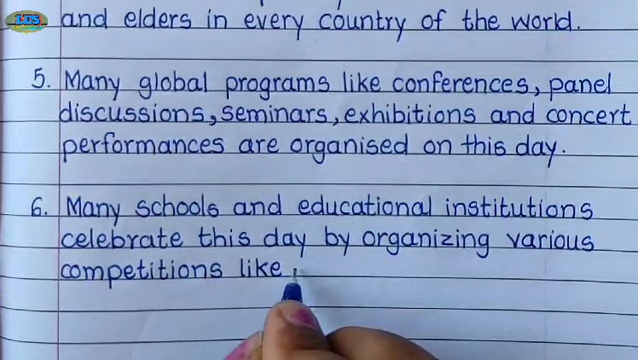 LDS
and elders in every country of the world.
5. Many global programs like conferences, panel
discussions, seminars, exhibitions and concert
performances are organised on this day.
6. Many schools and educational institutions
celebrate this day by organizing various
competitions like